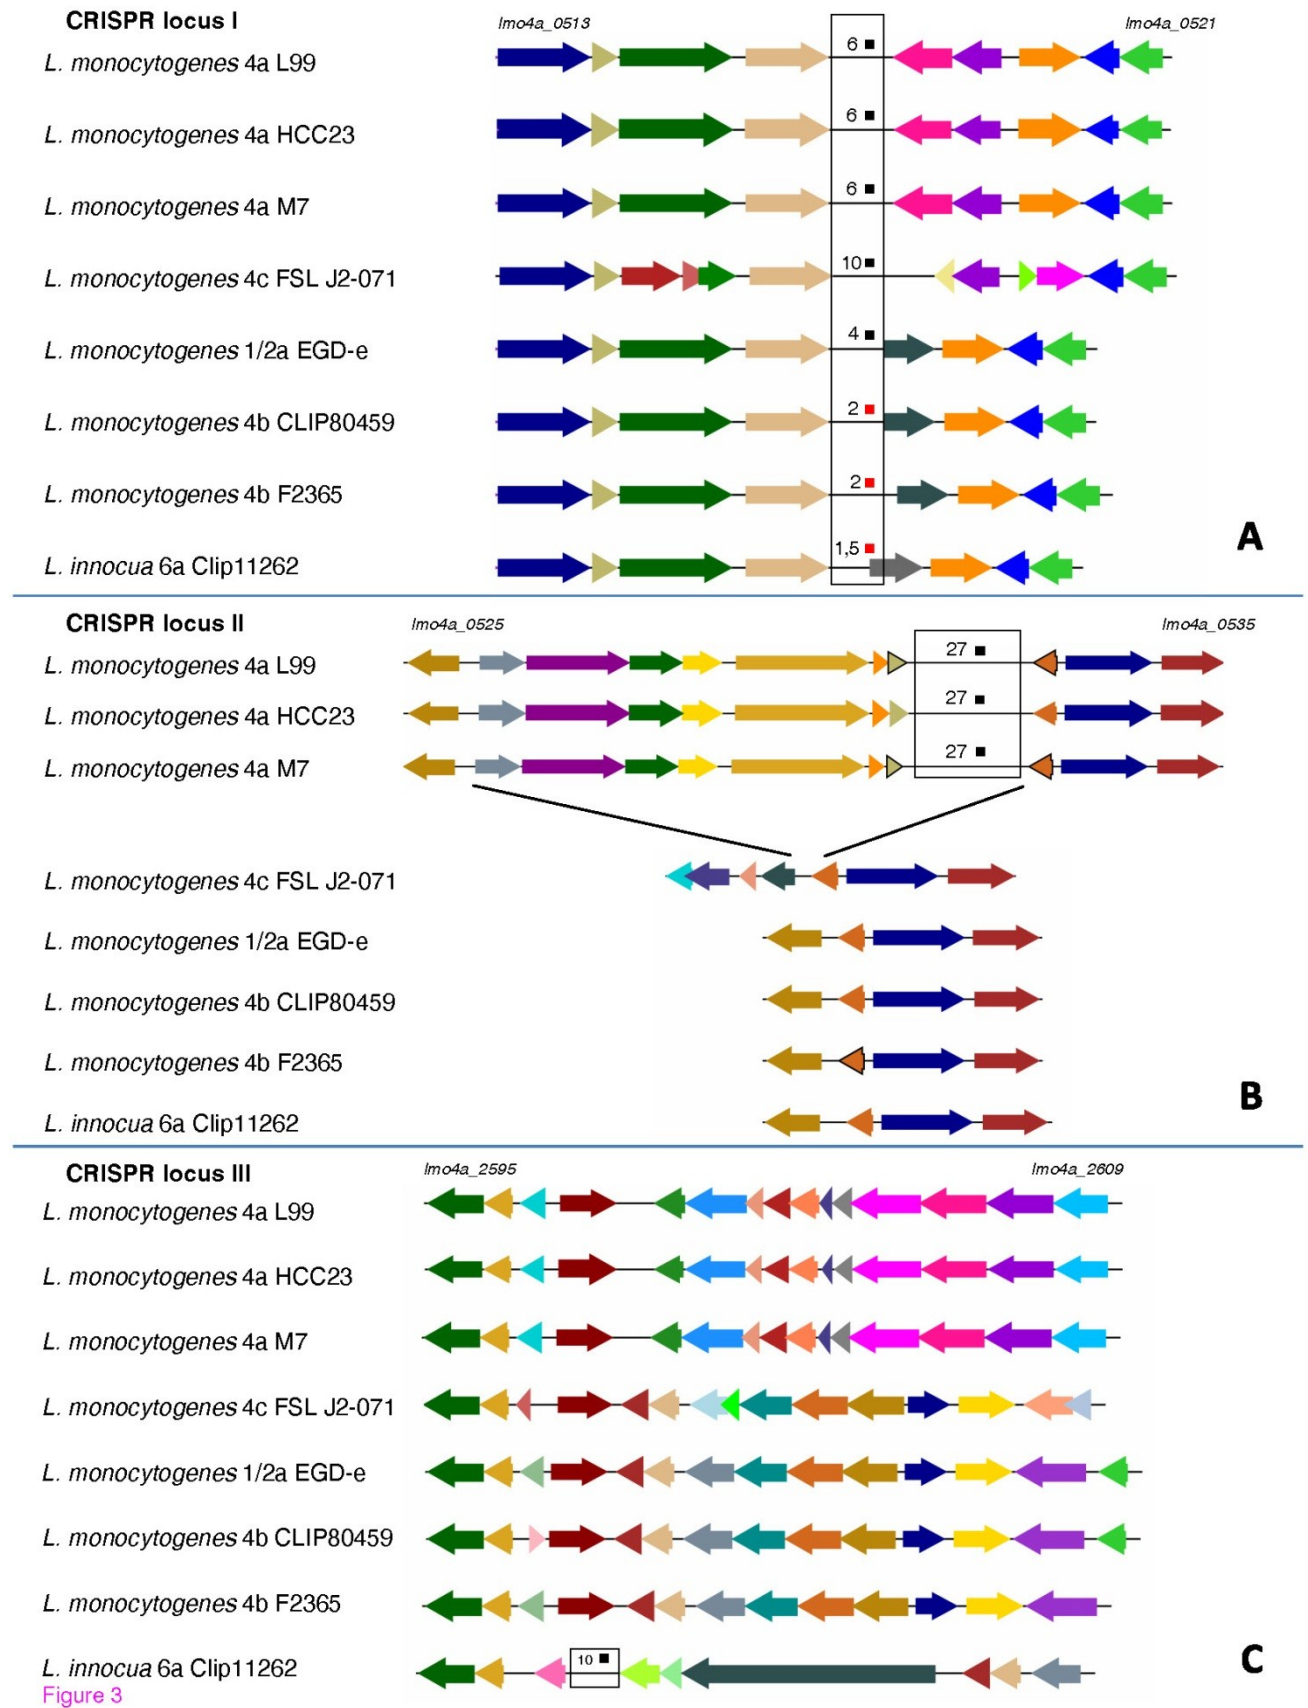 CRISPR locus I
lmo4a_0513 lmo4a_0521
L. monocytogenes 4a L99 6
L. monocytogenes 4a HCC23 6
L. monocytogenes 4a M7 6
L. monocytogenes 4c FSL J2-071 10
L. monocytogenes 1/2a EGD-e 4
L. monocytogenes 4b CLIP80459 2
L. monocytogenes 4b F2365 2
L. innocua 6a Clip11262 1,5
A
CRISPR locus II
lmo4a_0525 lmo4a_0535
L. monocytogenes 4a L99 27
L. monocytogenes 4a HCC23 27
L. monocytogenes 4a M7 27
L. monocytogenes 4c FSL J2-071
L. monocytogenes 1/2a EGD-e
L. monocytogenes 4b CLIP80459
L. monocytogenes 4b F2365
L. innocua 6a Clip11262
B
CRISPR locus III
lmo4a_2595 lmo4a_2609
L. monocytogenes 4a L99
L. monocytogenes 4a HCC23
L. monocytogenes 4a M7
L. monocytogenes 4c FSL J2-071
L. monocytogenes 1/2a EGD-e
L. monocytogenes 4b CLIP80459
L. monocytogenes 4b F2365
L. innocua 6a Clip11262 10
C
Figure 3